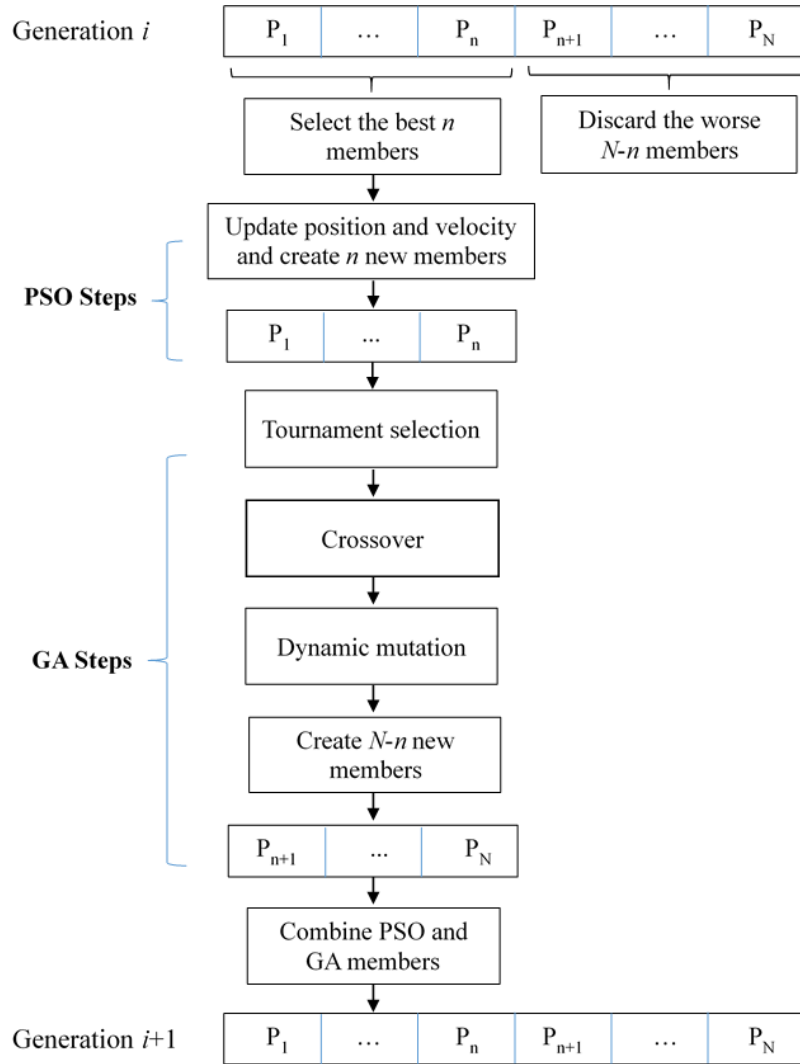 Generation i
P1 ... Pn Pn+1 ... PN
Select the best n
members
Discard the worse
N-n members
Update position and velocity
and create n new members
PSO Steps
P1 ... Pn
Tournament selection
Crossover
Dynamic mutation
GA Steps
Create N-n new
members
Pn+1 ... PN
Combine PSO and
GA members
Generation i+1
P1 ... Pn Pn+1 ... PN